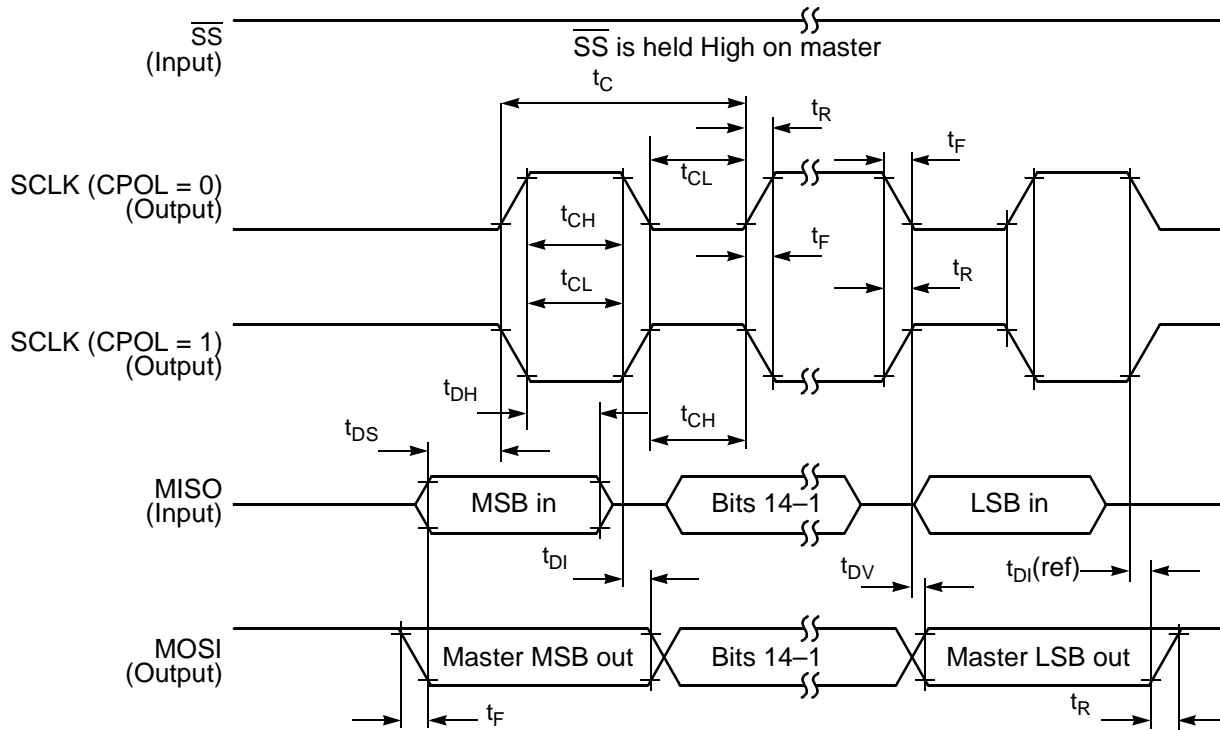 SS
(Input)
SS is held High on master
tC
tR
tF
tCL
SCLK (CPOL = 0)
(Output)
tCH
tF
tCL
tR
SCLK (CPOL = 1)
(Output)
tDH
tCH
tDS
MISO
(Input)
MSB in
Bits 14–1
LSB in
tDI
tDV
tDI(ref)
MOSI
(Output)
Master MSB out
Bits 14–1
Master LSB out
tF
tR